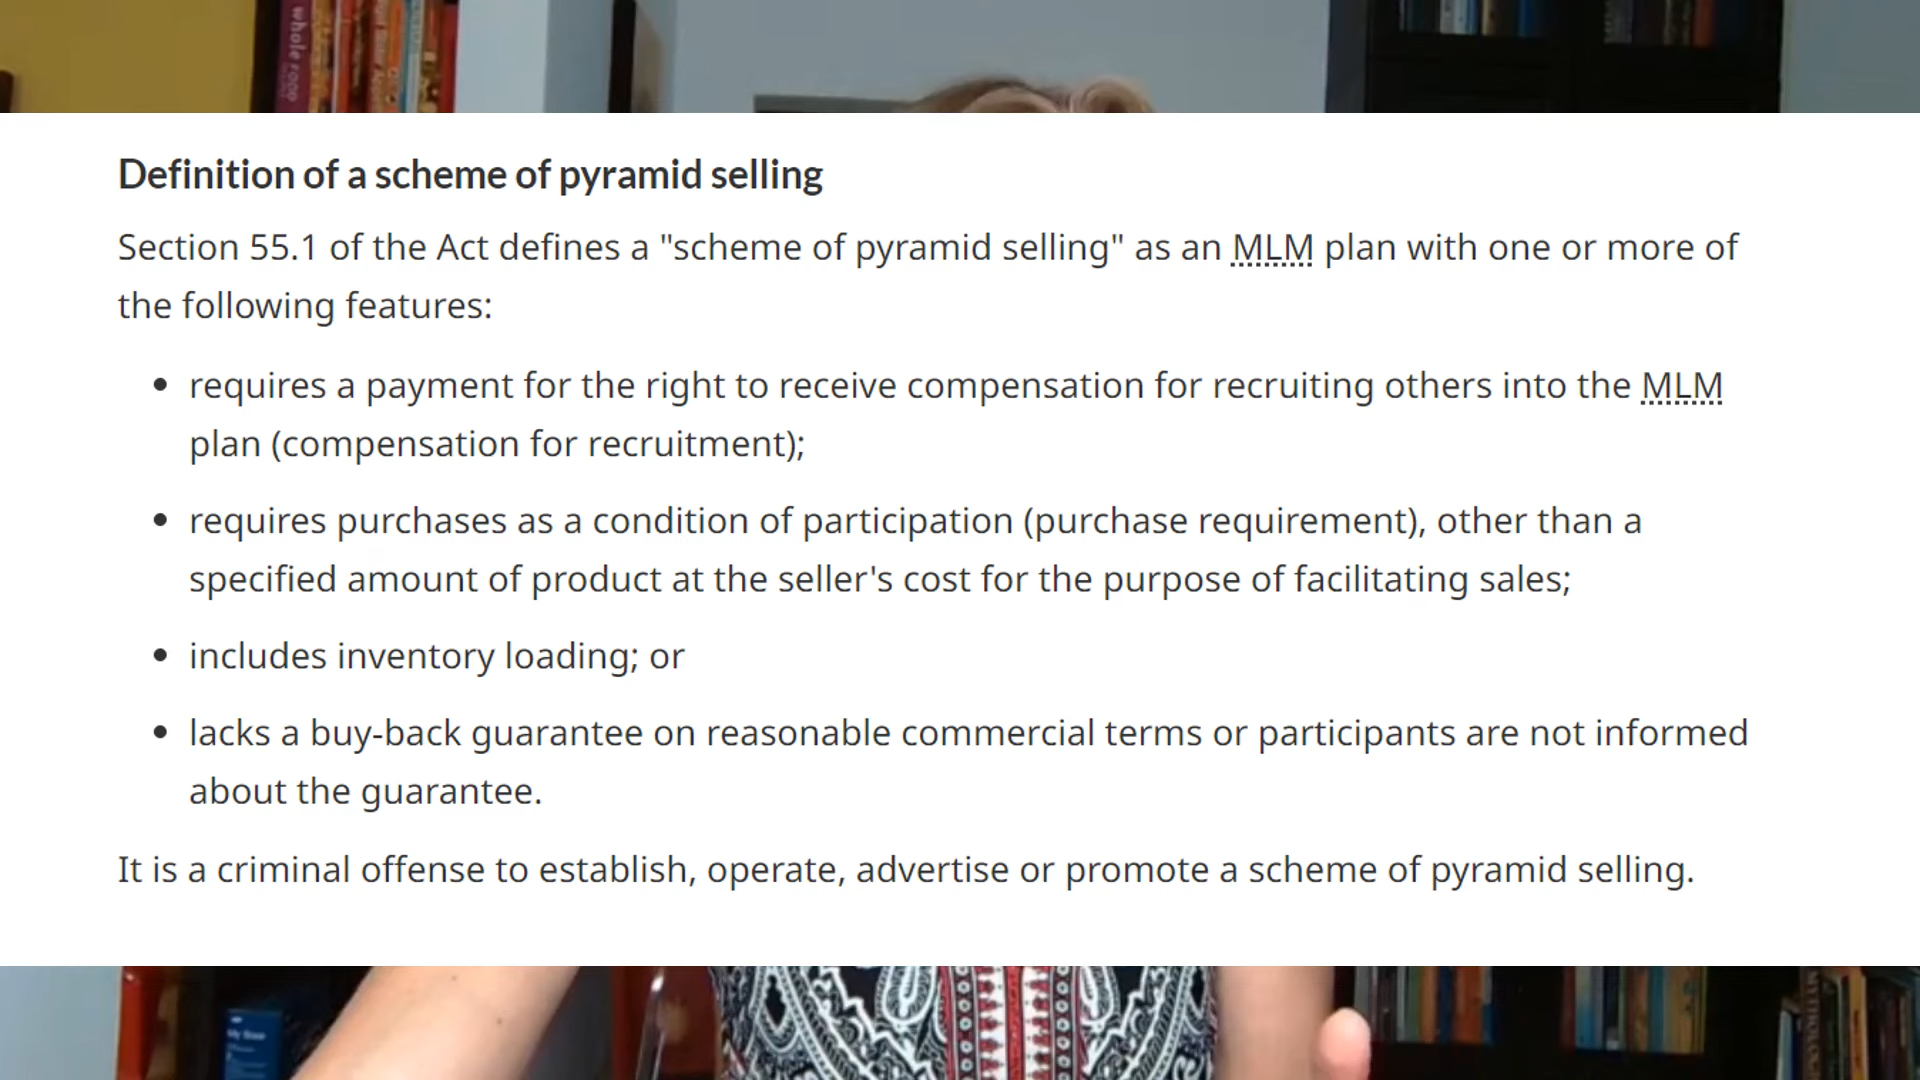 whole food
Definition of a scheme of pyramid selling
Section 55.1 of the Act defines a "scheme of pyramid selling" as an MLM plan with one or more of
the following features:
• requires a payment for the right to receive compensation for recruiting others into the MLM
plan (compensation for recruitment);
• requires purchases as a condition of participation (purchase requirement), other than a
specified amount of product at the seller's cost for the purpose of facilitating sales;
• includes inventory loading; or
• lacks a buy-back guarantee on reasonable commercial terms or participants are not informed
about the guarantee.
It is a criminal offense to establish, operate, advertise or promote a scheme of pyramid selling.